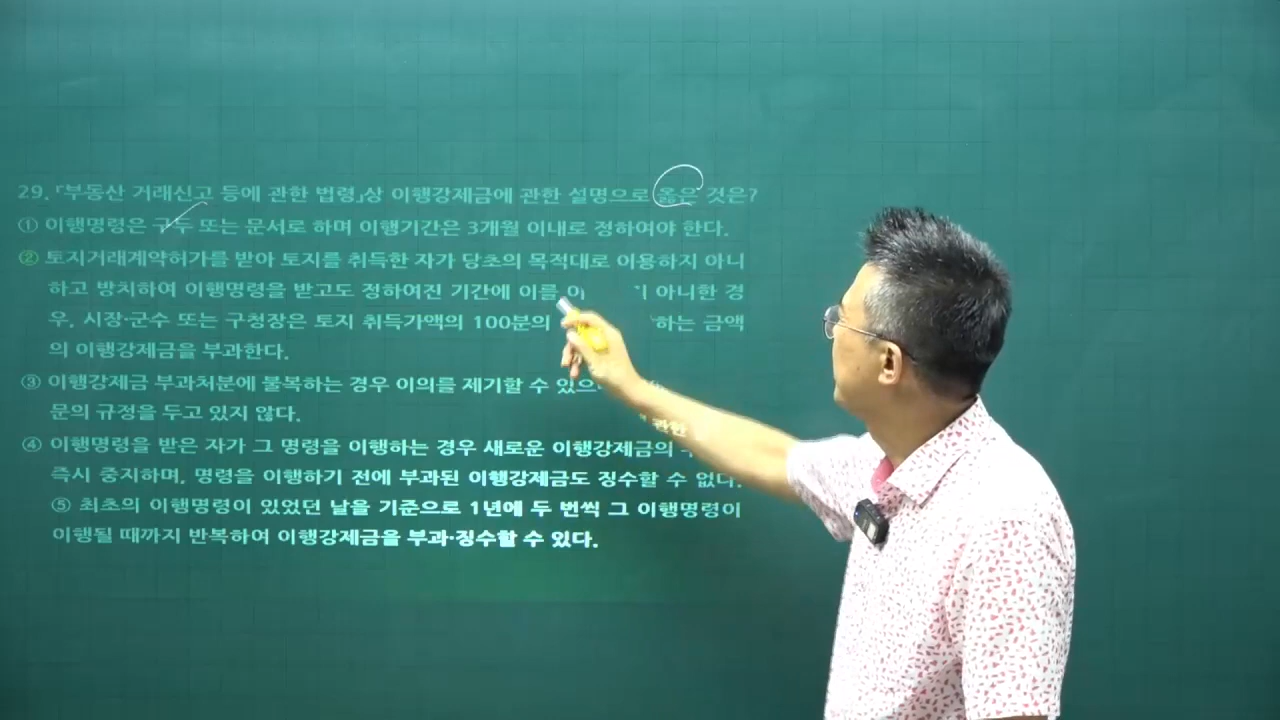 29. 「부동산 거래신고 등에 관한 법령」상 이행강제금에 관한 설명으로 옳은 것은?
① 이행명령은 구두 또는 문서로 하며 이행기간은 3개월 이내로 정하여야 한다.
② 토지거래계약허가를 받아 토지를 취득한 자가 당초의 목적대로 이용하지 아니
하고 방치하여 이행명령을 받고도 정하여진 기간에 이를 아니한 경
우, 시장·군수 또는 구청장은 토지 취득가액의 100분의 하는 금액
의 이행강제금을 부과한다.
③ 이행강제금 부과처분에 불복하는 경우 이의를 제기할 수
문의 규정을 두고 있지 않다.
④ 이행명령을 받은 자가 그 명령을 이행하는 경우 새로운 이행강제금의
즉시 중지하며, 명령을 이행하기 전에 부과된 이행강제금도 징수할 수 없다.
⑤ 최초의 이행명령이 있었던 날을 기준으로 1년에 두 번씩 그 이행명령이
이행될 때까지 반복하여 이행강제금을 부과·징수할 수 있다.